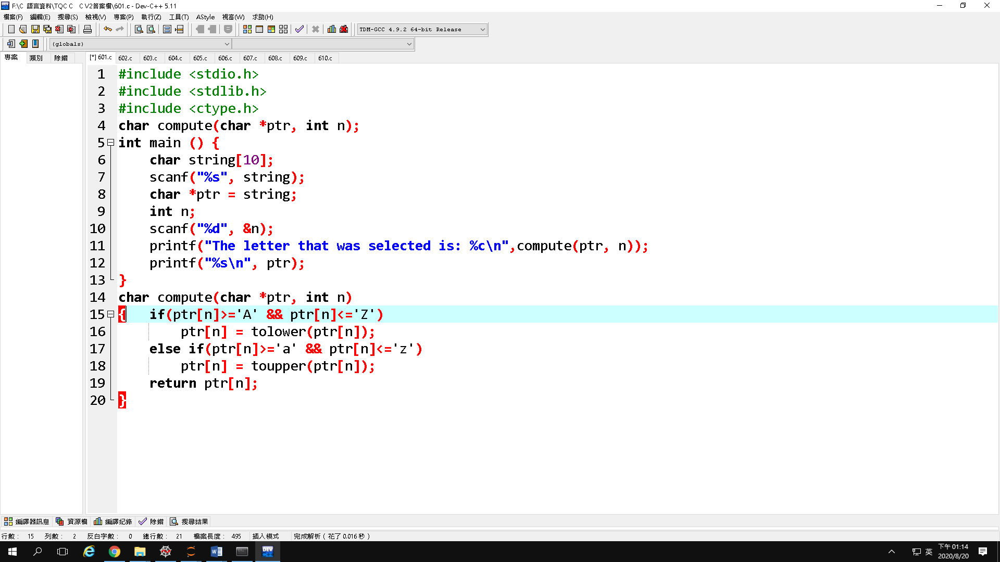 F:\C 語言資料\TQC C  C V2答案檔\601.c - Dev-C++ 5.11
檔案(F) 編輯(E) 搜尋(S) 檢視(V) 專案(P) 執行(Z) 工具(T) AStyle 視窗(W) 求助(H)
TDM-GCC 4.9.2 64-bit Release
(globals)
專案 類別 除錯 [*] 601.c 602.c 603.c 604.c 605.c 606.c 607.c 608.c 609.c 610.c
1 #include <stdio.h>
2 #include <stdlib.h>
3 #include <ctype.h>
4 char compute(char *ptr, int n);
5 int main () {
6 char string[10];
7 scanf("%s", string);
8 char *ptr = string;
9 int n;
10 scanf("%d", &n);
11 printf("The letter that was selected is: %c\n",compute(ptr, n));
12 printf("%s\n", ptr);
13 }
14 char compute(char *ptr, int n)
15 { if(ptr[n]>='A' && ptr[n]<='Z')
16 ptr[n] = tolower(ptr[n]);
17 else if(ptr[n]>='a' && ptr[n]<='z')
18 ptr[n] = toupper(ptr[n]);
19 return ptr[n];
20 }
編譯器訊息 資源檔 編譯紀錄 除錯 搜尋結果
行數: 15 列數: 2 反白字數: 0 總行數: 21 檔案長度: 495 插入模式 完成解析 ( 花了 0.016 秒 )
DEV
英
下午 01:14
2020/8/20